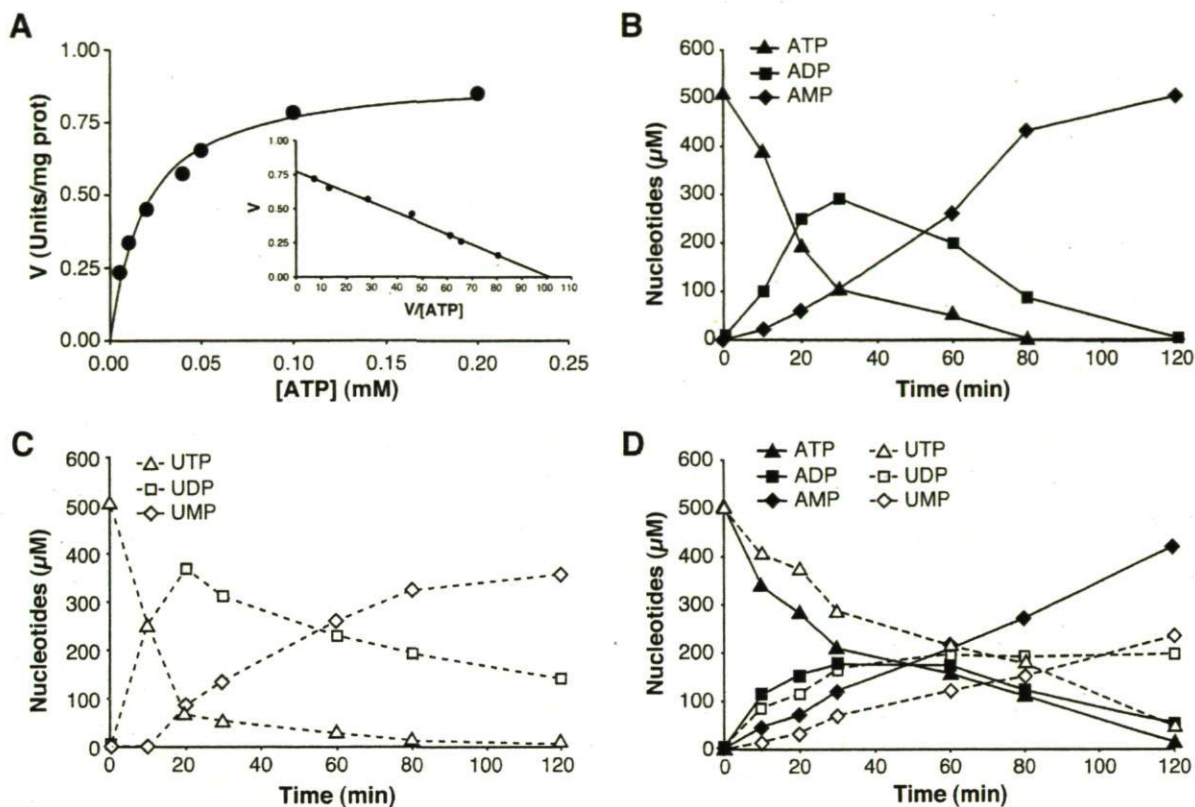 A
V (Units/mg prot)
1.00
0.75
0.50
0.25
0.00
0.00 0.05 0.10 0.15 0.20 0.25
[ATP] (mM)
V
1.00
0.75
0.50
0.25
0.00
0 10 20 30 40 50 60 70 80 90 100 110
V/[ATP]
B
ATP
ADP
AMP
Nucleotides (µM)
600
500
400
300
200
100
0
0 20 40 60 80 100 120
Time (min)
C
UTP
UDP
UMP
Nucleotides (µM)
600
500
400
300
200
100
0
0 20 40 60 80 100 120
Time (min)
D
ATP UTP
ADP UDP
AMP UMP
Nucleotides (µM)
600
500
400
300
200
100
0
0 20 40 60 80 100 120
Time (min)